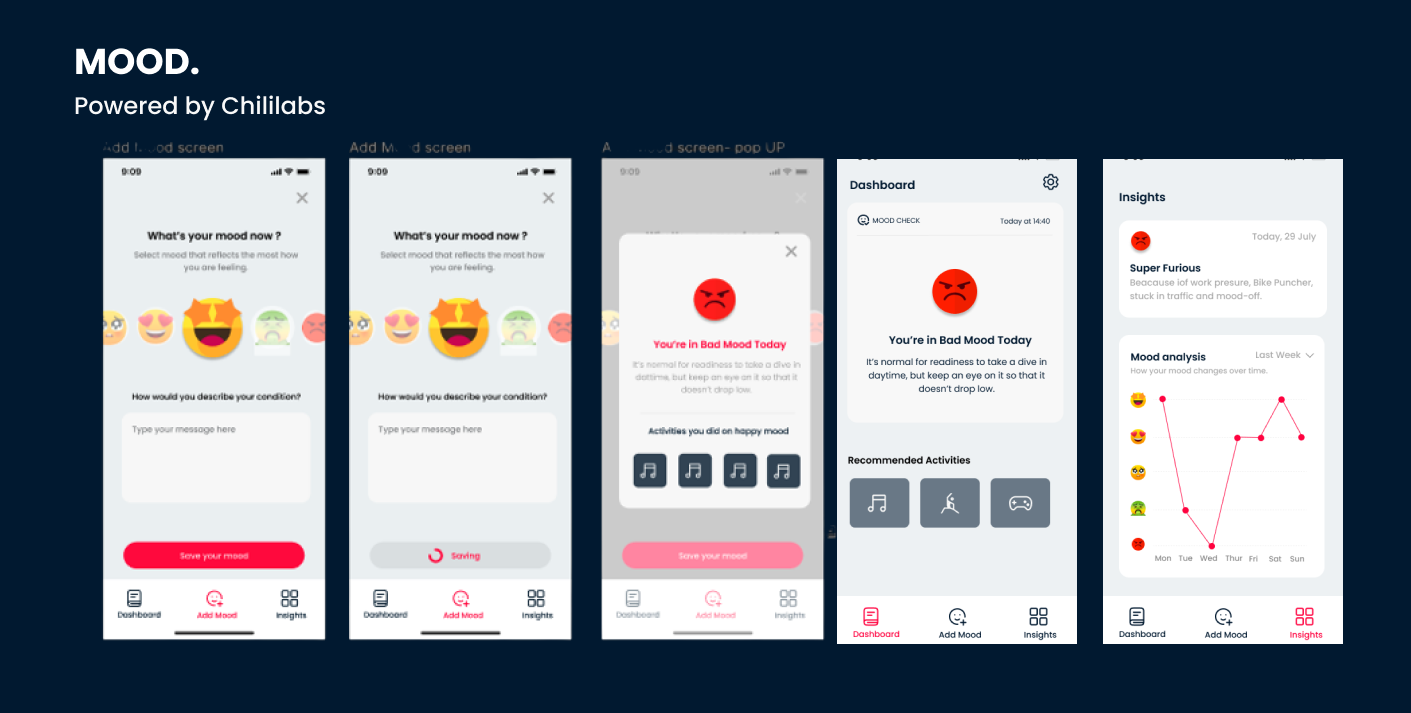 MOOD.
Powered by Chililabs
Add Mood screen
9:09
What's your mood now ?
Select mood that reflects the most how
you are feeling.
How would you describe your condition?
Type your message here
Save your mood
Dashboard
Add Mood
Insights
Add M d screen
9:09
What's your mood now ?
Select mood that reflects the most how
you are feeling.
How would you describe your condition?
Type your message here
Saving
Dashboard
Add Mood
Insights
A ood screen- pop UP
9:09
You're in Bad Mood Today
It's normal for readiness to take a dive in
dattime, but keep an eye on it so that it
doesn't drop low.
Activities you did on happy mood
Save your mood
Dashboard
Add Mood
Insights
Dashboard
MOOD CHECK
Today at 14:40
You're in Bad Mood Today
It's normal for readiness to take a dive in
daytime, but keep an eye on it so that it
doesn't drop low.
Recommended Activities
Dashboard
Add Mood
Insights
Insights
Today, 29 July
Super Furious
Beacause iof work presure, Bike Puncher,
stuck in traffic and mood-off.
Mood analysis
Last Week
How your mood changes over time.
Mon Tue Wed Thur Fri Sat Sun
Dashboard
Add Mood
Insights